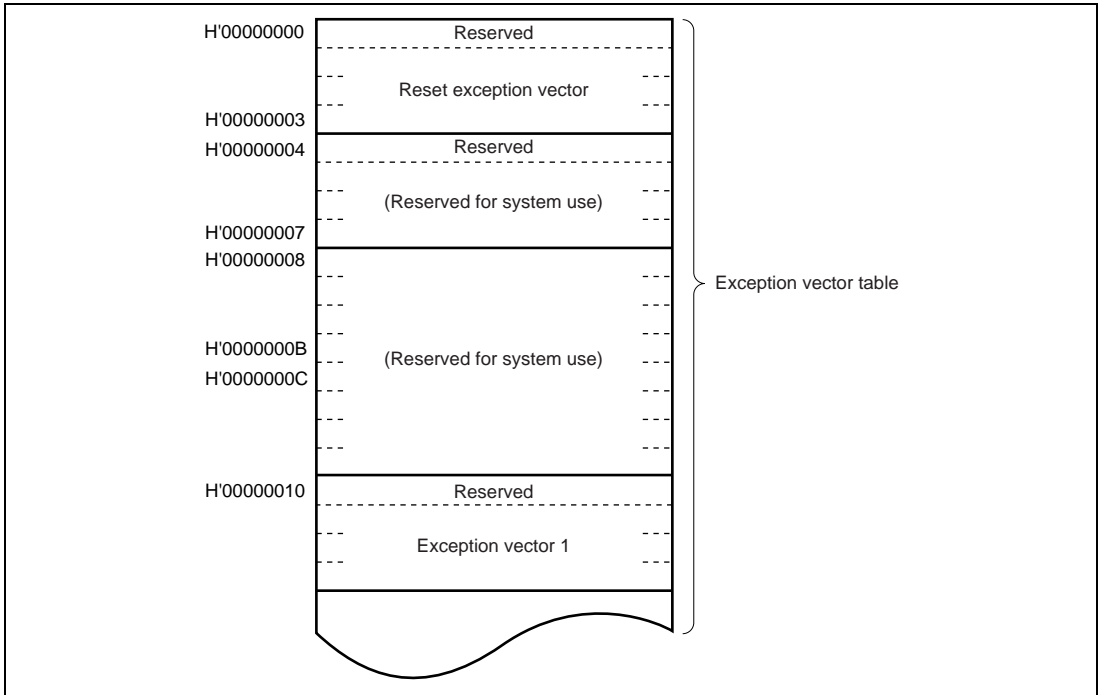 H'00000000 Reserved
Reset exception vector
H'00000003
H'00000004 Reserved
(Reserved for system use)
H'00000007
H'00000008
Exception vector table
H'0000000B (Reserved for system use)
H'0000000C
H'00000010 Reserved
Exception vector 1